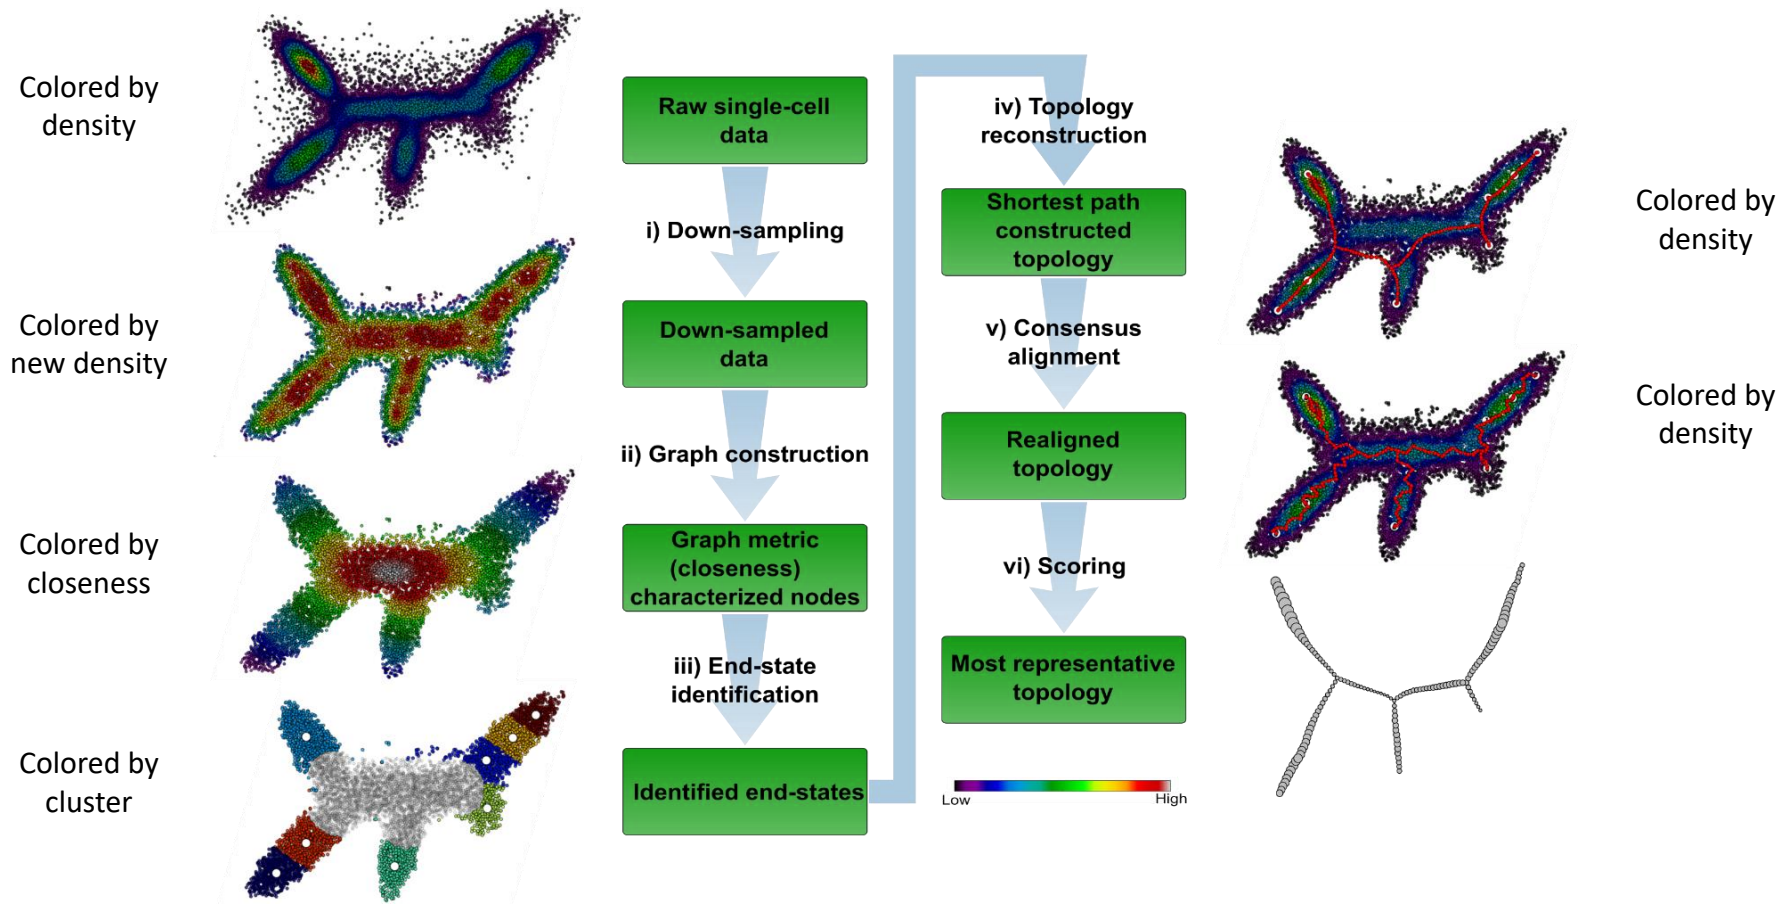 Colored by
density
Colored by
new density
Colored by
closeness
Colored by
cluster
Raw single-cell
data
i) Down-sampling
Down-sampled
data
ii) Graph construction
Graph metric
(closeness)
characterized nodes
iii) End-state
identification
Identified end-states
iv) Topology
reconstruction
Shortest path
constructed
topology
v) Consensus
alignment
Realigned
topology
vi) Scoring
Most representative
topology
Low
High
Colored by
density
Colored by
density